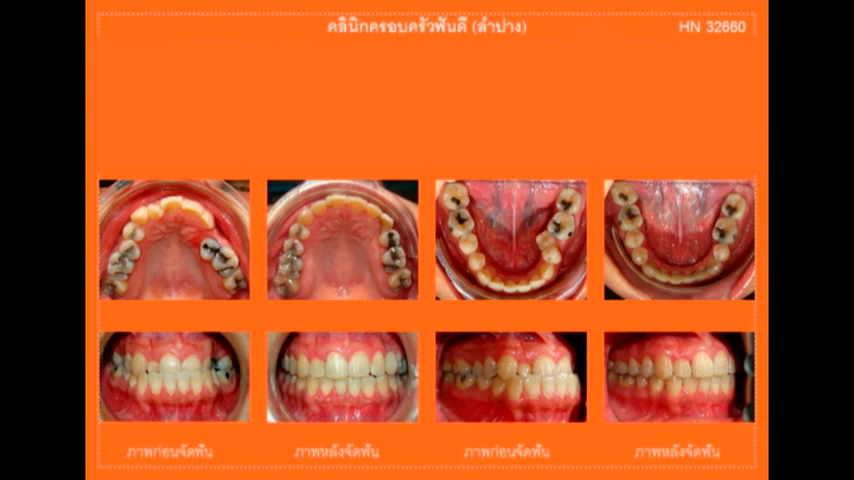 คลินิกครอบครัวฟันดี (ลำปาง)
HN 32660
ภาพก่อนจัดฟัน
ภาพหลังจัดฟัน
ภาพก่อนจัดฟัน
ภาพหลังจัดฟัน